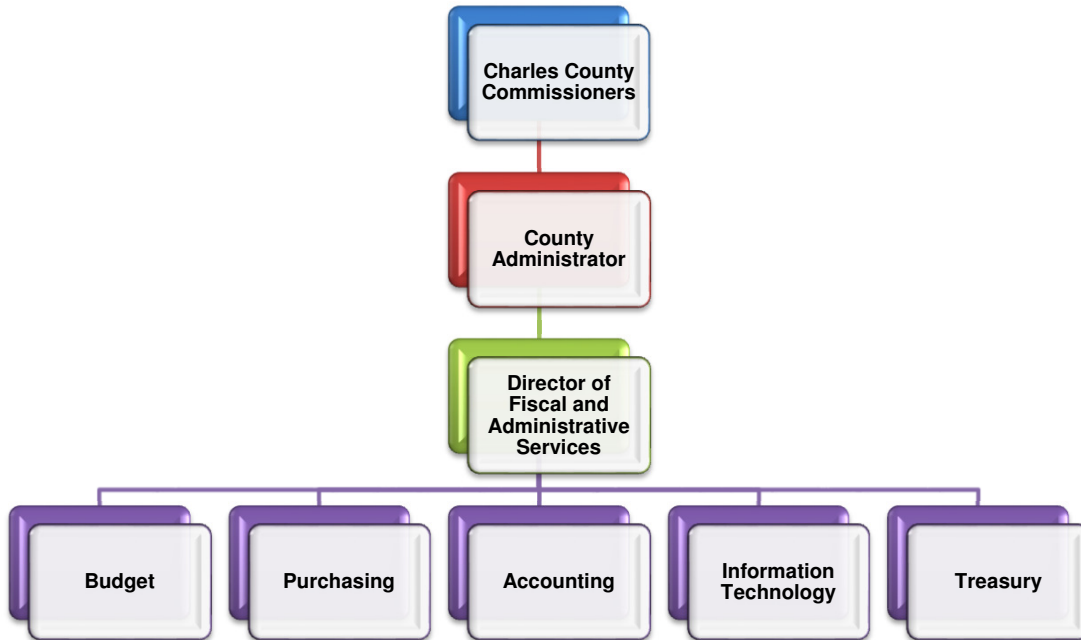 Charles County
Commissioners
County
Administrator
Director of
Fiscal and
Administrative
Services
Budget
Purchasing
Accounting
Information
Technology
Treasury